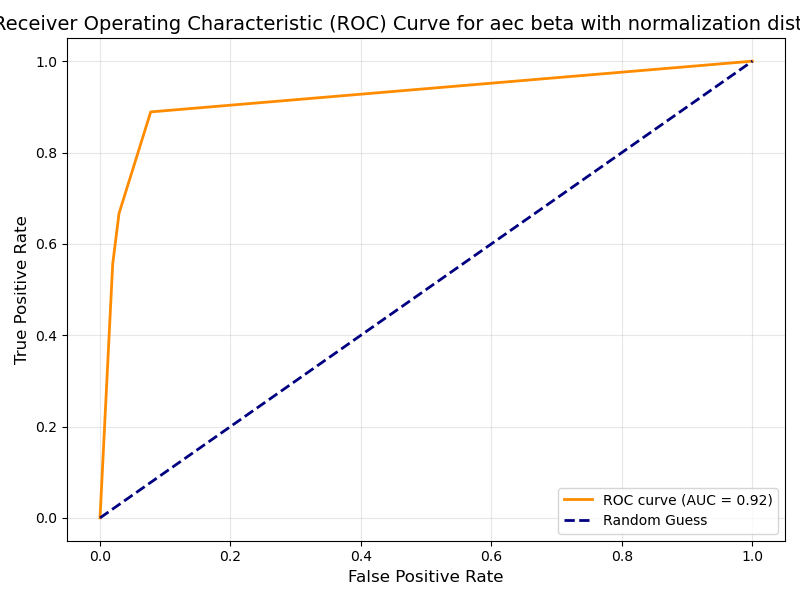 Receiver Operating Characteristic (ROC) Curve for aec beta with normalization dist
1.0
0.8
0.6
0.4
0.2
0.0
True Positive Rate
0.0 0.2 0.4 0.6 0.8 1.0
False Positive Rate
ROC curve (AUC = 0.92)
Random Guess